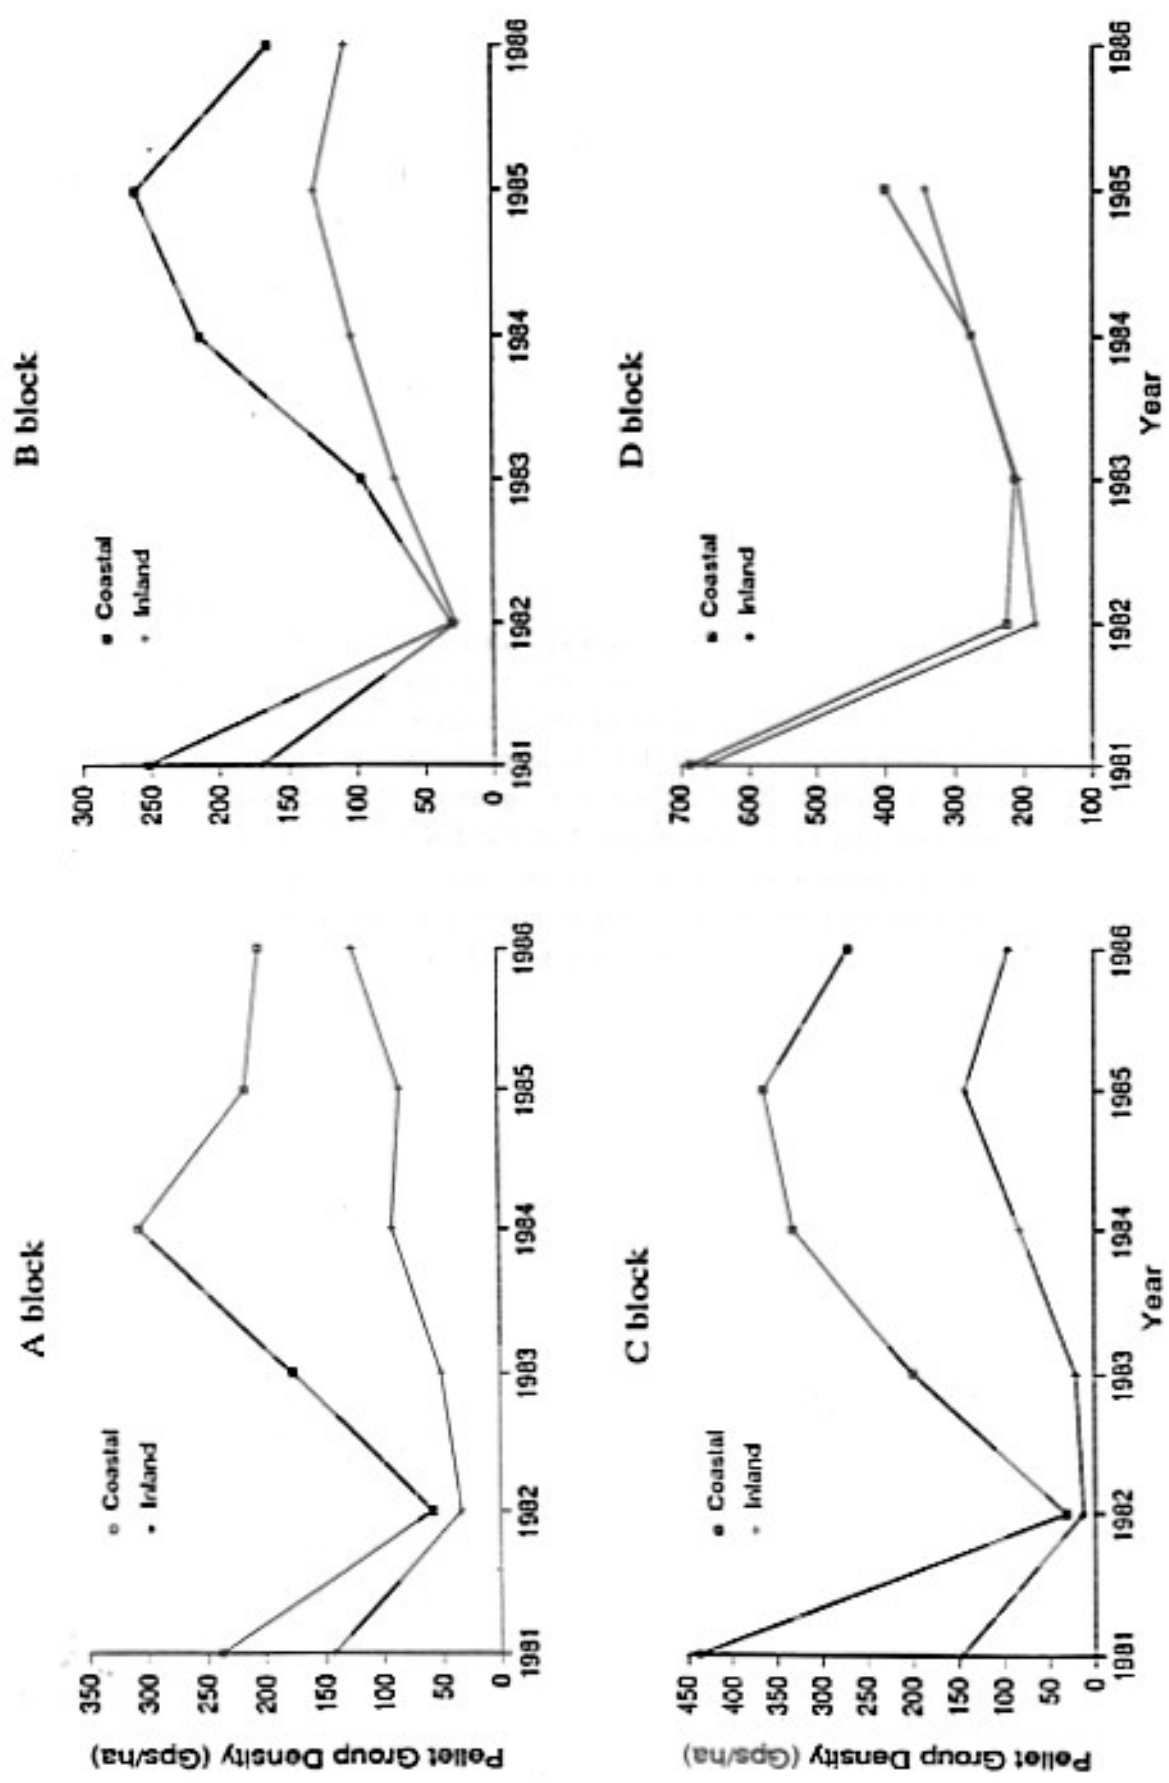 A block
Pellet Group Density (Gps/ha)
350
300
250
200
150
100
50
0
Coastal
Inland
1981 1982 1983 1984 1985 1986
B block
300
250
200
150
100
50
0
Coastal
Inland
1981 1982 1983 1984 1985 1986
C block
Pellet Group Density (Gps/ha)
450
400
350
300
250
200
150
100
50
0
Coastal
Inland
1981 1982 1983 1984 1985 1986
Year
D block
700
600
500
400
300
200
100
Coastal
Inland
1981 1982 1983 1984 1985 1986
Year